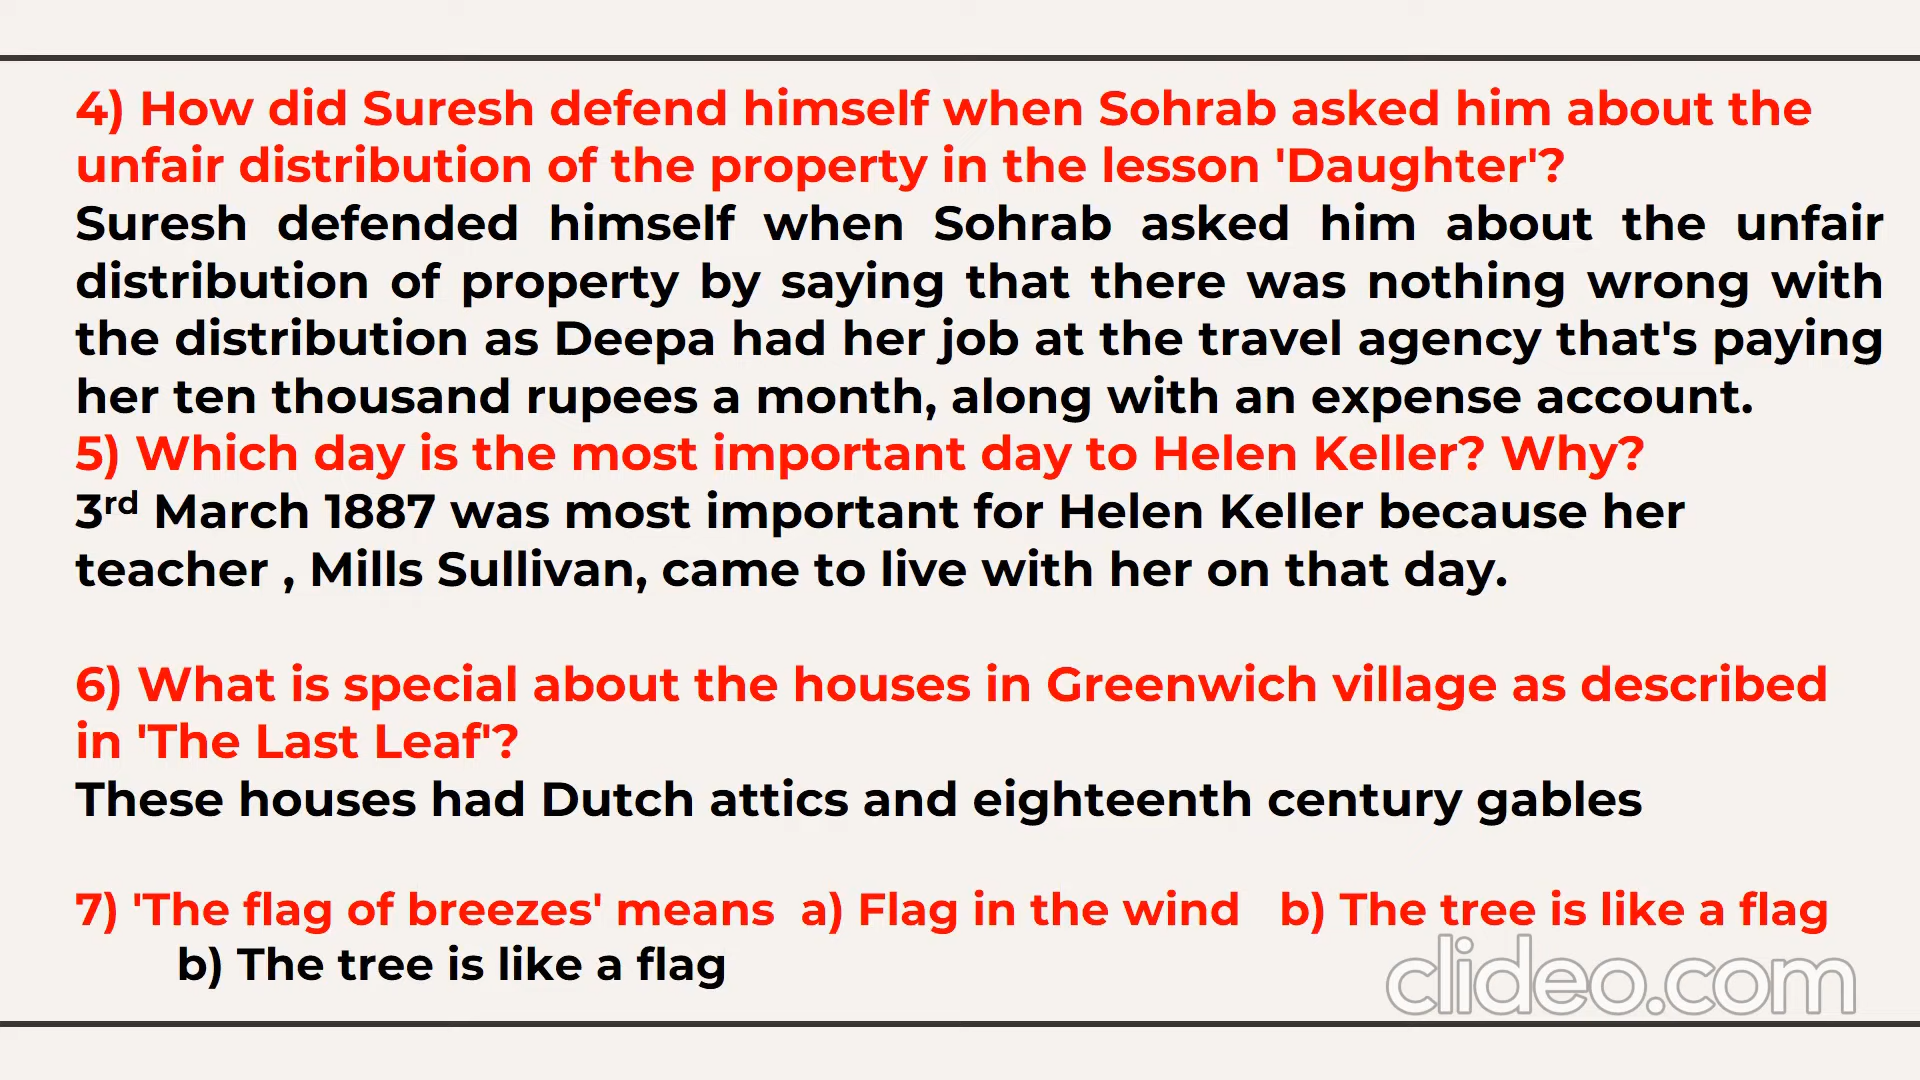 4) How did Suresh defend himself when Sohrab asked him about the
unfair distribution of the property in the lesson 'Daughter'?
Suresh defended himself when Sohrab asked him about the unfair
distribution of property by saying that there was nothing wrong with
the distribution as Deepa had her job at the travel agency that's paying
her ten thousand rupees a month, along with an expense account.
5) Which day is the most important day to Helen Keller? Why?
3rd March 1887 was most important for Helen Keller because her
teacher , Mills Sullivan, came to live with her on that day.
6) What is special about the houses in Greenwich village as described
in 'The Last Leaf'?
These houses had Dutch attics and eighteenth century gables
7) 'The flag of breezes' means a) Flag in the wind b) The tree is like a flag
b) The tree is like a flag
clideo.com